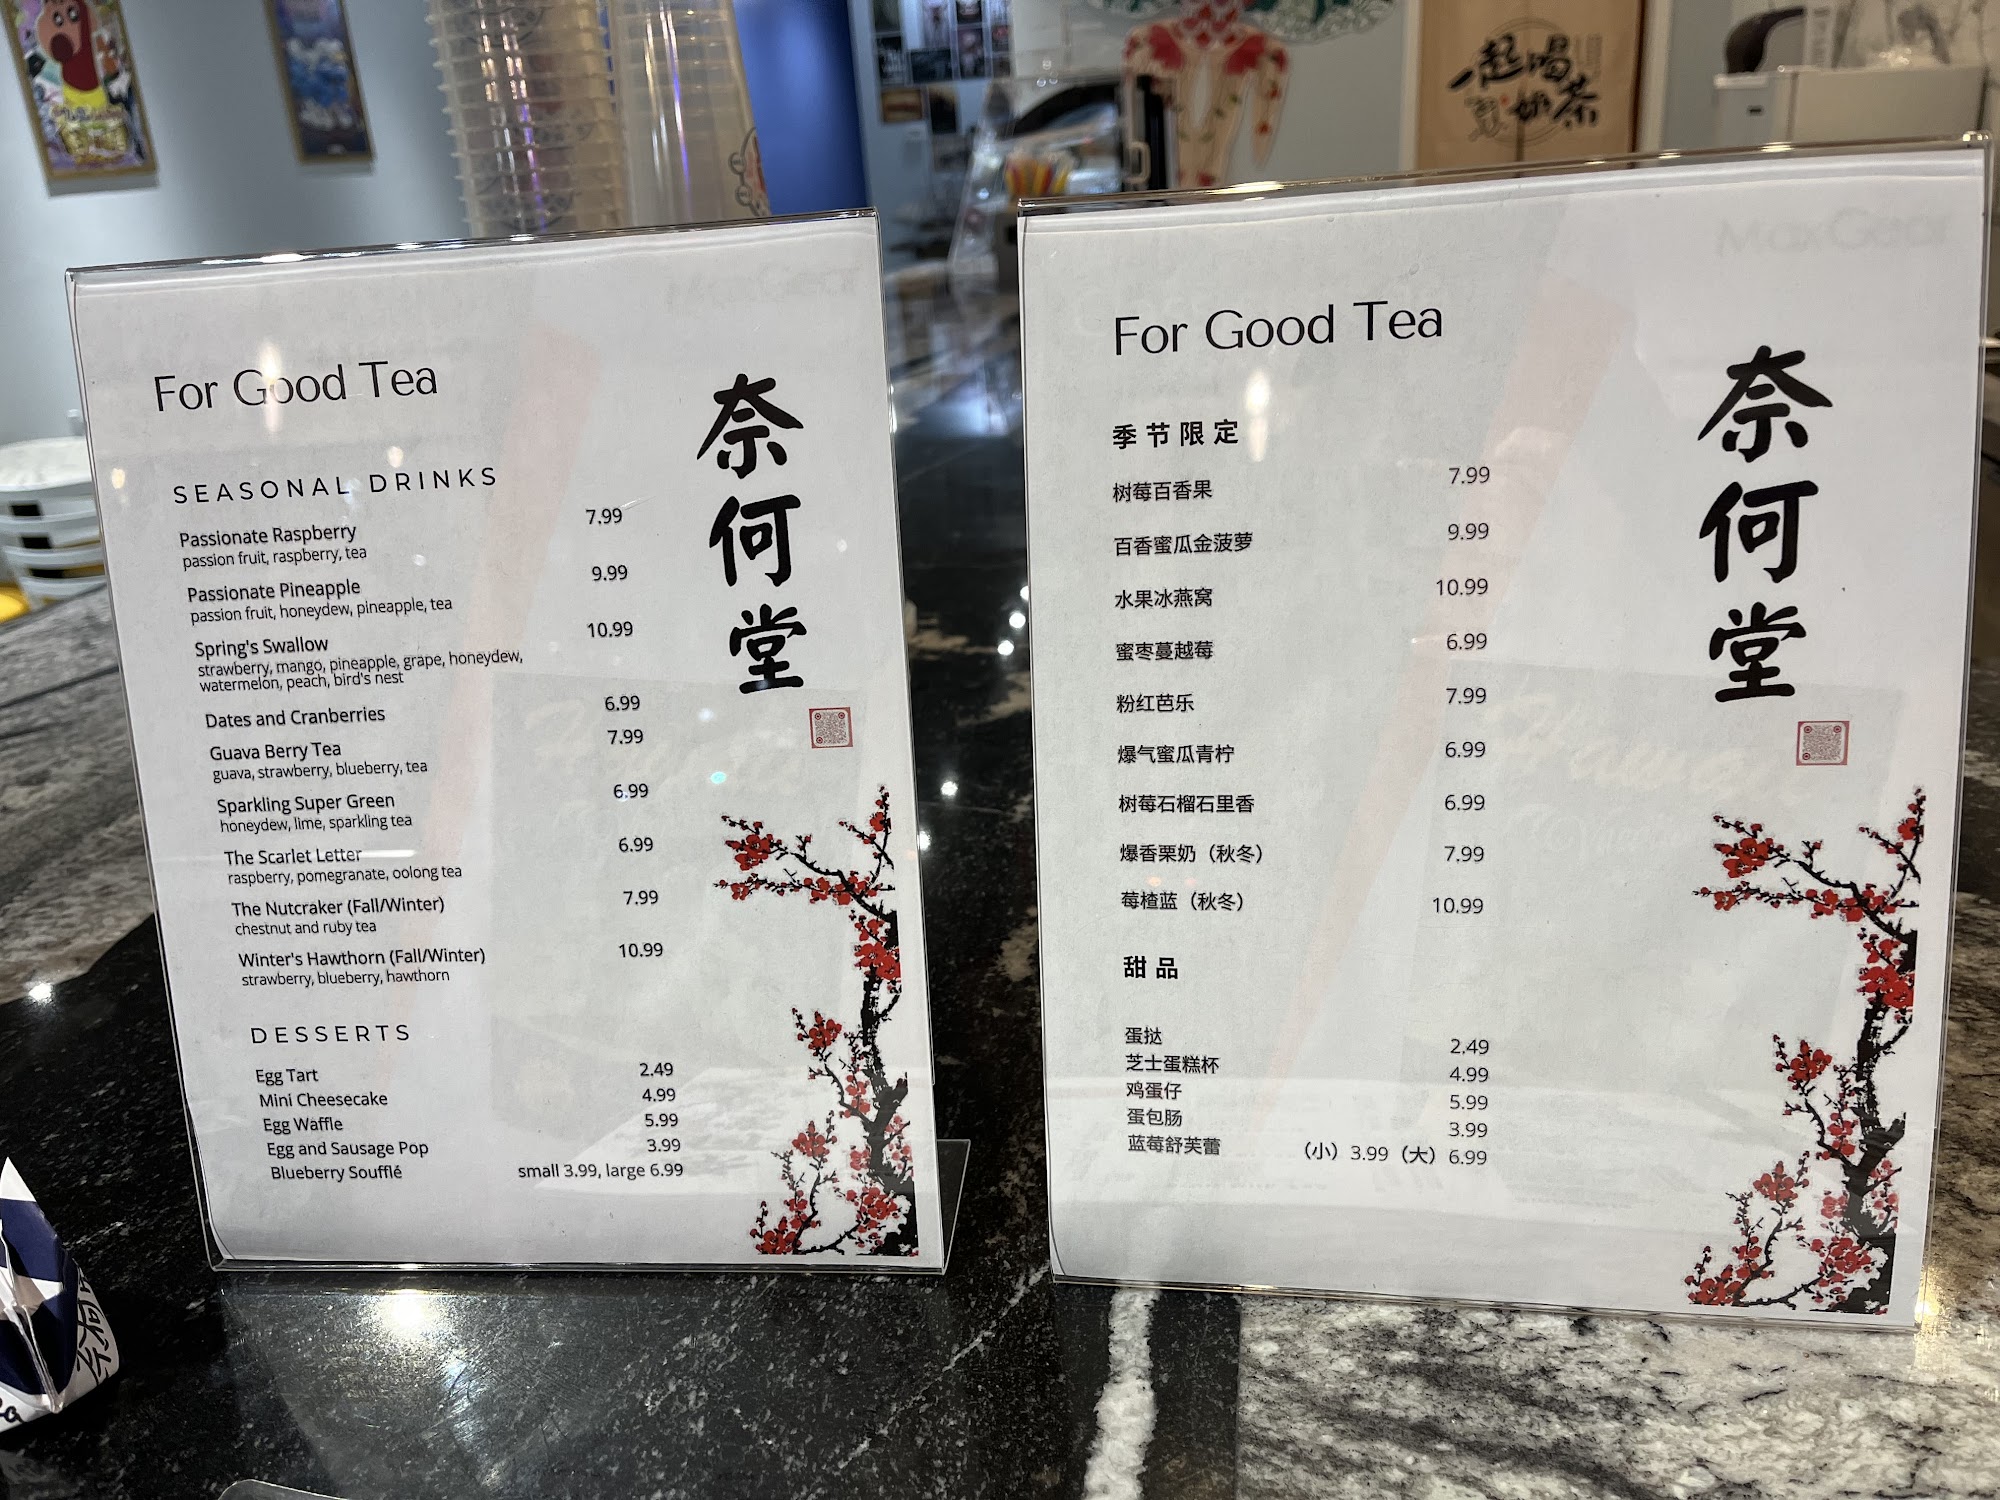 一起喝
奶茶
For Good Tea
奈何堂
SEASONAL DRINKS
Passionate Raspberry 7.99
passion fruit, raspberry, tea
Passionate Pineapple 9.99
passion fruit, honeydew, pineapple, tea
Spring's Swallow 10.99
strawberry, mango, pineapple, grape, honeydew,
watermelon, peach, bird's nest
Dates and Cranberries 6.99
Guava Berry Tea 7.99
guava, strawberry, blueberry, tea
Sparkling Super Green 6.99
honeydew, lime, sparkling tea
The Scarlet Letter 6.99
raspberry, pomegranate, oolong tea
The Nutcraker (Fall/Winter) 7.99
chestnut and ruby tea
Winter's Hawthorn (Fall/Winter) 10.99
strawberry, blueberry, hawthorn
DESSERTS
Egg Tart 2.49
Mini Cheesecake 4.99
Egg Waffle 5.99
Egg and Sausage Pop 3.99
Blueberry Soufflé small 3.99, large 6.99
MaxGear
For Good Tea
奈何堂
季节限定
树莓百香果 7.99
百香蜜瓜金菠萝 9.99
水果冰燕窝 10.99
蜜枣蔓越莓 6.99
粉红芭乐 7.99
爆气蜜瓜青柠 6.99
树莓石榴石里香 6.99
爆香栗奶（秋冬） 7.99
莓楂蓝（秋冬） 10.99
甜品
蛋挞 2.49
芝士蛋糕杯 4.99
鸡蛋仔 5.99
蛋包肠 3.99
蓝莓舒芙蕾 （小）3.99（大）6.99